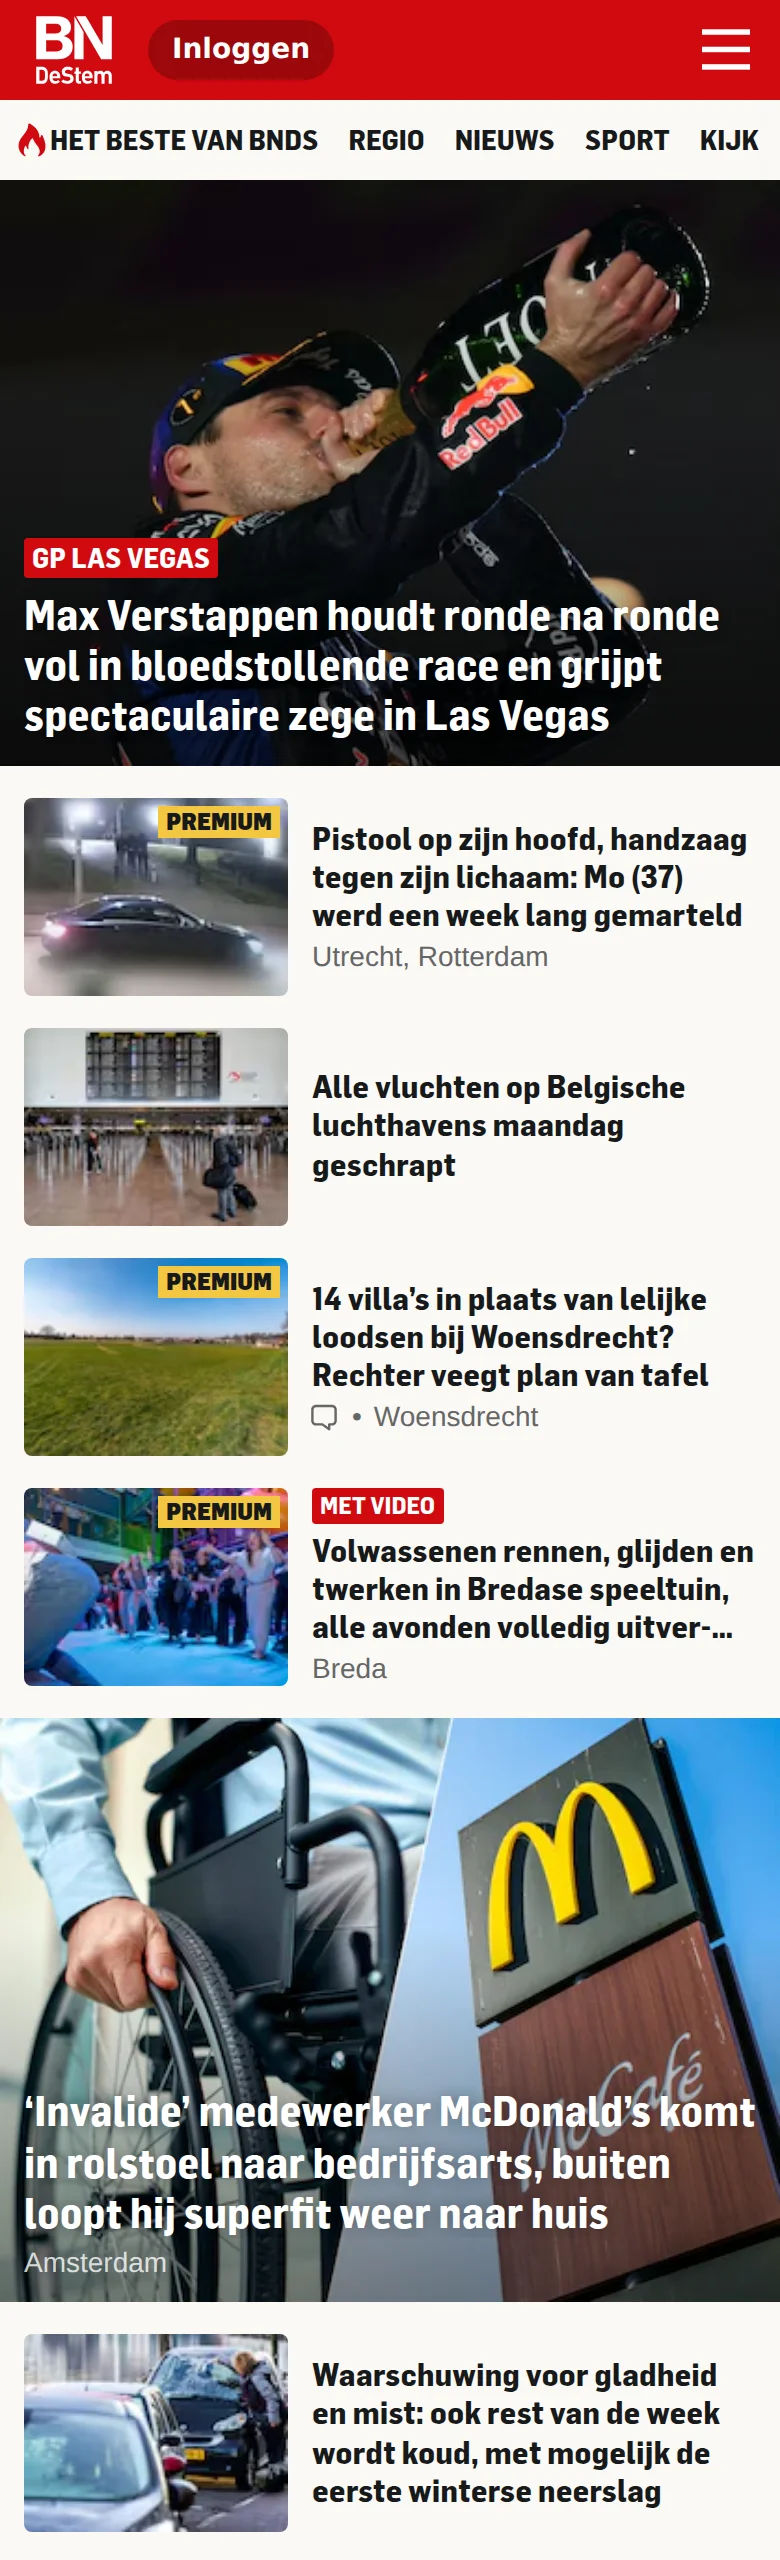 BN
DeStem
Inloggen
HET BESTE VAN BNDS REGIO NIEUWS SPORT KIJK
OET
Red Bull
GP LAS VEGAS
Max Verstappen houdt ronde na ronde
vol in bloedstollende race en grijpt
spectaculaire zege in Las Vegas
PREMIUM
Pistool op zijn hoofd, handzaag
tegen zijn lichaam: Mo (37)
werd een week lang gemarteld
Utrecht, Rotterdam
Alle vluchten op Belgische
luchthavens maandag
geschrapt
PREMIUM
14 villa’s in plaats van lelijke
loodsen bij Woensdrecht?
Rechter veegt plan van tafel
• Woensdrecht
PREMIUM
MET VIDEO
Volwassenen rennen, glijden en
twerken in Bredase speeltuin,
alle avonden volledig uitver-...
Breda
McCafé
‘Invalide’ medewerker McDonald’s komt
in rolstoel naar bedrijfsarts, buiten
loopt hij superfit weer naar huis
Amsterdam
Waarschuwing voor gladheid
en mist: ook rest van de week
wordt koud, met mogelijk de
eerste winterse neerslag